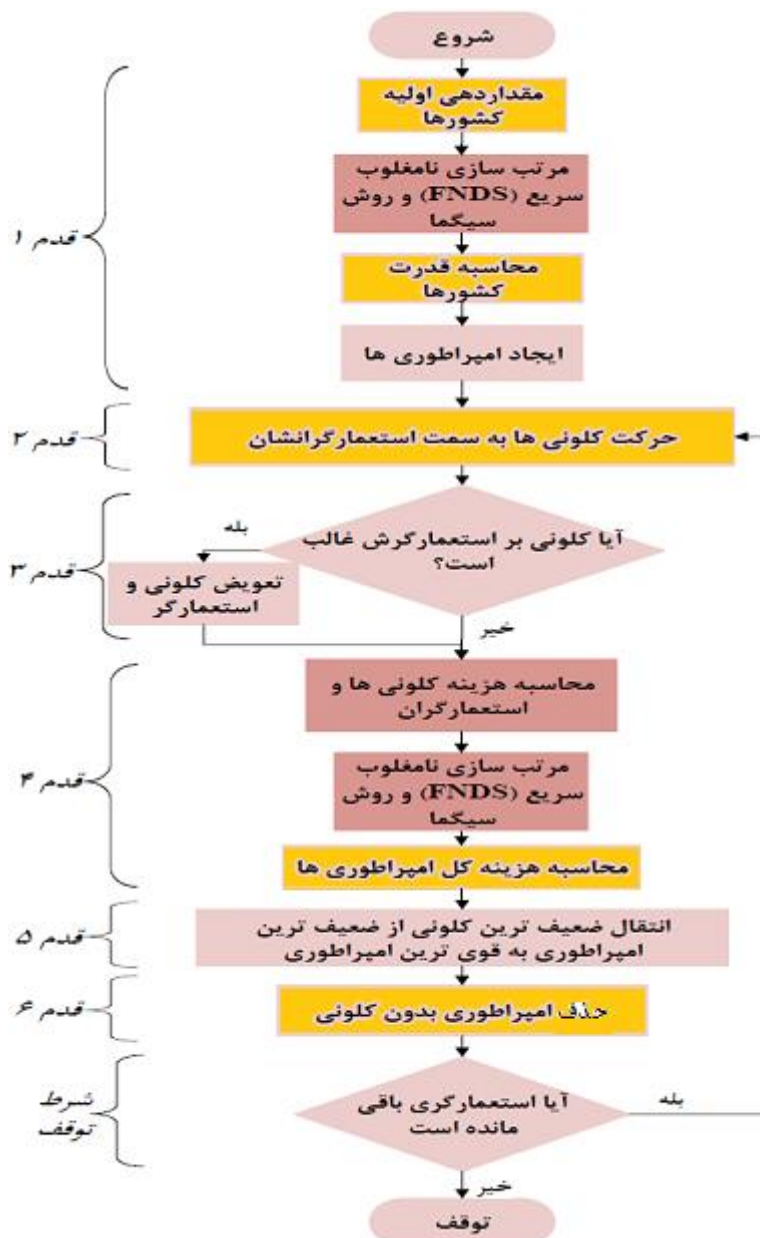 شروع
مقداردهی اولیه
کشورها
مرتب سازی نامغلوب
سریع (FNDS) و روش
سیگما
محاسبه قدرت
کشورها
ایجاد امپراطوری ها
قدم ۱
حرکت کلونی ها به سمت استعمارگرانشان
قدم ۲
آیا کلونی بر استعمارگرش غالب
است؟
بله
تعویض کلونی و
استعمارگر
خیر
قدم ۳
محاسبه هزینه کلونی ها و
استعمارگران
مرتب سازی نامغلوب
سریع (FNDS) و روش
سیگما
محاسبه هزینه کل امپراطوری ها
قدم ۴
انتقال ضعیف ترین کلونی از ضعیف ترین
امپراطوری به قوی ترین امپراطوری
قدم ۵
حذف امپراطوری بدون کلونی
قدم ۶
آیا استعمارگری باقی
مانده است
بله
شرط
توقف
خیر
توقف